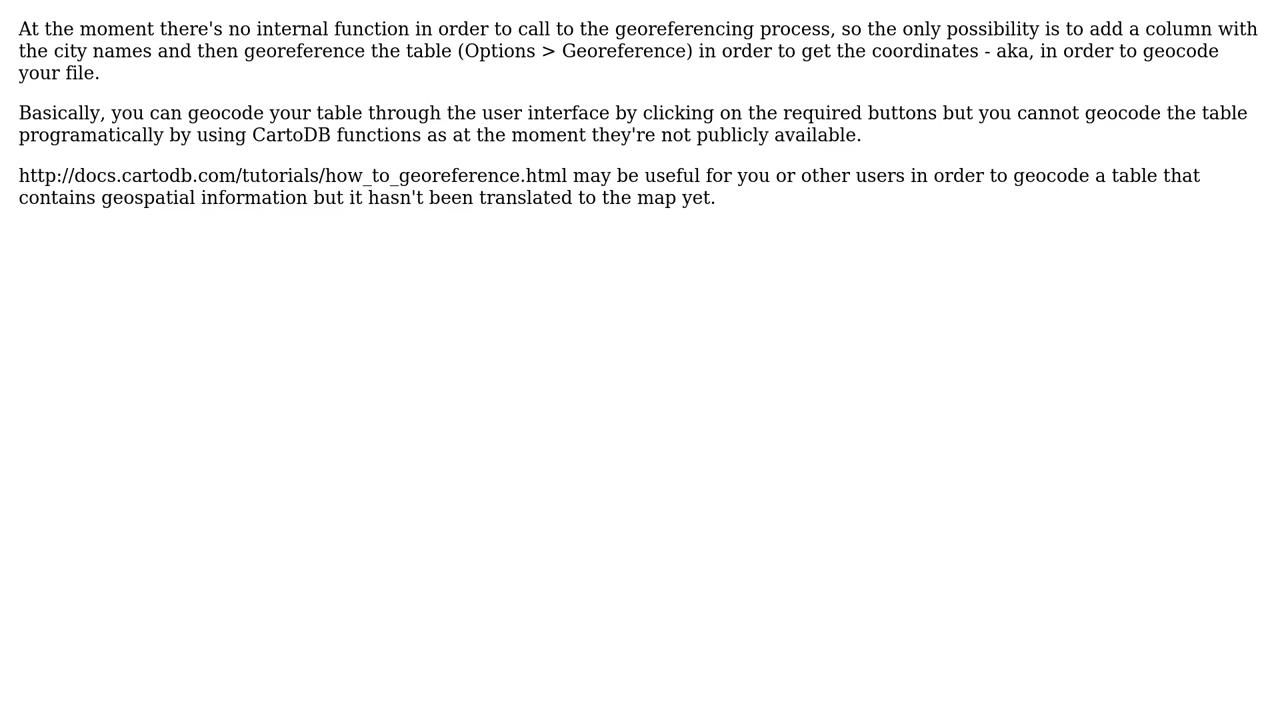 At the moment there's no internal function in order to call to the georeferencing process, so the only possibility is to add a column with
the city names and then georeference the table (Options > Georeference) in order to get the coordinates - aka, in order to geocode
your file.
Basically, you can geocode your table through the user interface by clicking on the required buttons but you cannot geocode the table
programatically by using CartoDB functions as at the moment they're not publicly available.
http://docs.cartodb.com/tutorials/how_to_georeference.html may be useful for you or other users in order to geocode a table that
contains geospatial information but it hasn't been translated to the map yet.